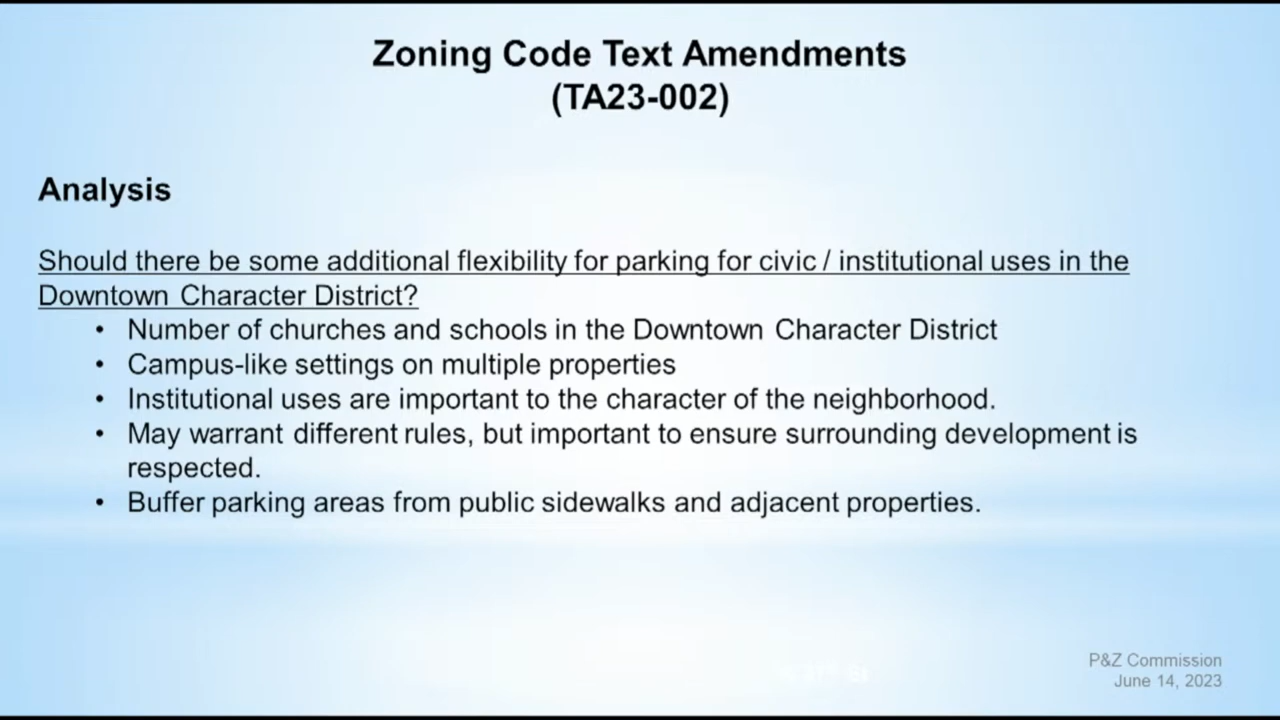 Zoning Code Text Amendments
(TA23-002)
Analysis
Should there be some additional flexibility for parking for civic / institutional uses in the
Downtown Character District?
• Number of churches and schools in the Downtown Character District
• Campus-like settings on multiple properties
• Institutional uses are important to the character of the neighborhood.
• May warrant different rules, but important to ensure surrounding development is
respected.
• Buffer parking areas from public sidewalks and adjacent properties.
P&Z Commission
June 14, 2023